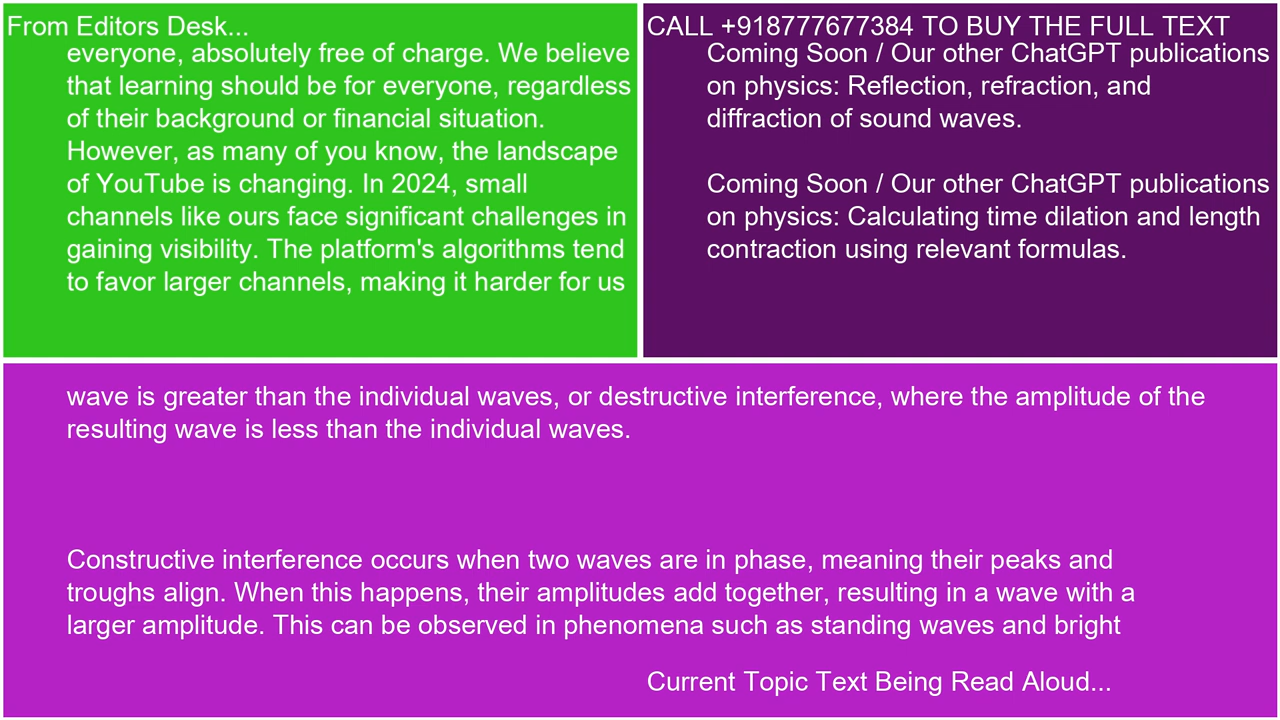 From Editors Desk...
everyone, absolutely free of charge. We believe
that learning should be for everyone, regardless
of their background or financial situation.
However, as many of you know, the landscape
of YouTube is changing. In 2024, small
channels like ours face significant challenges in
gaining visibility. The platform's algorithms tend
to favor larger channels, making it harder for us
CALL +918777677384 TO BUY THE FULL TEXT
Coming Soon / Our other ChatGPT publications
on physics: Reflection, refraction, and
diffraction of sound waves.
Coming Soon / Our other ChatGPT publications
on physics: Calculating time dilation and length
contraction using relevant formulas.
wave is greater than the individual waves, or destructive interference, where the amplitude of the
resulting wave is less than the individual waves.
Constructive interference occurs when two waves are in phase, meaning their peaks and
troughs align. When this happens, their amplitudes add together, resulting in a wave with a
larger amplitude. This can be observed in phenomena such as standing waves and bright
Current Topic Text Being Read Aloud...